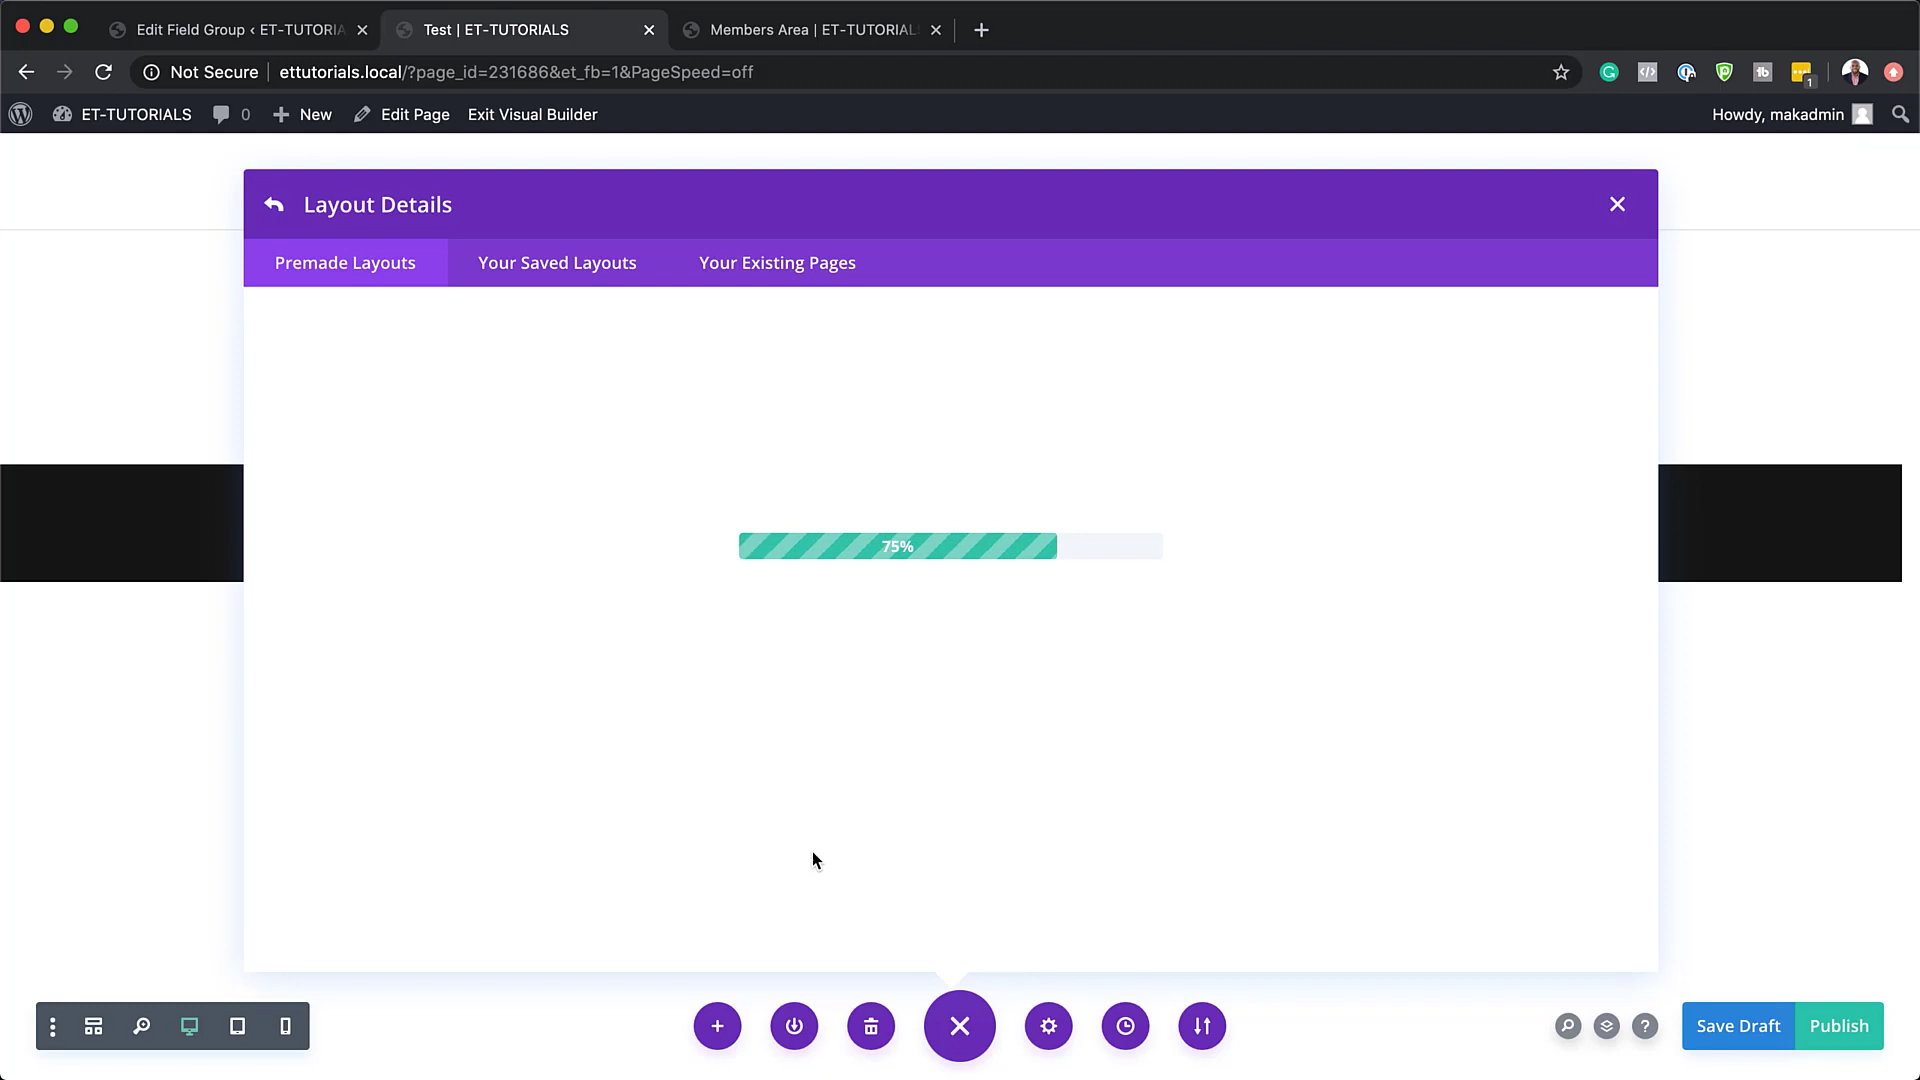 Edit Field Group ‹ ET-TUTORIA
Test | ET-TUTORIALS
Members Area | ET-TUTORIAL
Not Secure
ettutorials.local/?page_id=231686&et_fb=1&PageSpeed=off
1
ET-TUTORIALS
0
New
Edit Page
Exit Visual Builder
Howdy, makadmin
Layout Details
Premade Layouts
Your Saved Layouts
Your Existing Pages
75%
Save Draft
Publish